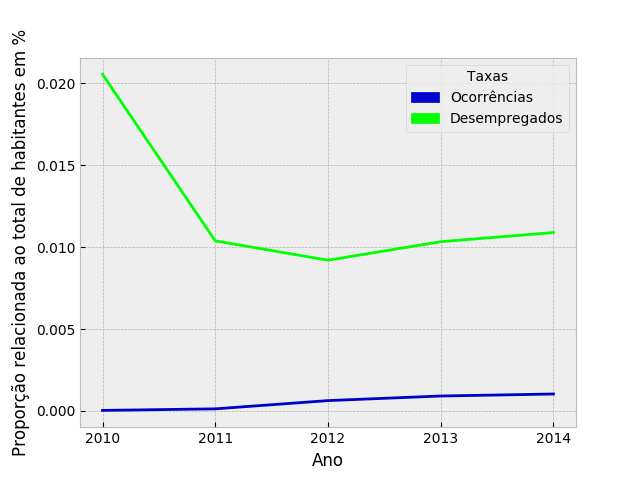 Proporção relacionada ao total de habitantes em %
0.020
0.015
0.010
0.005
0.000
Taxas
Ocorrências
Desempregados
2010 2011 2012 2013 2014
Ano